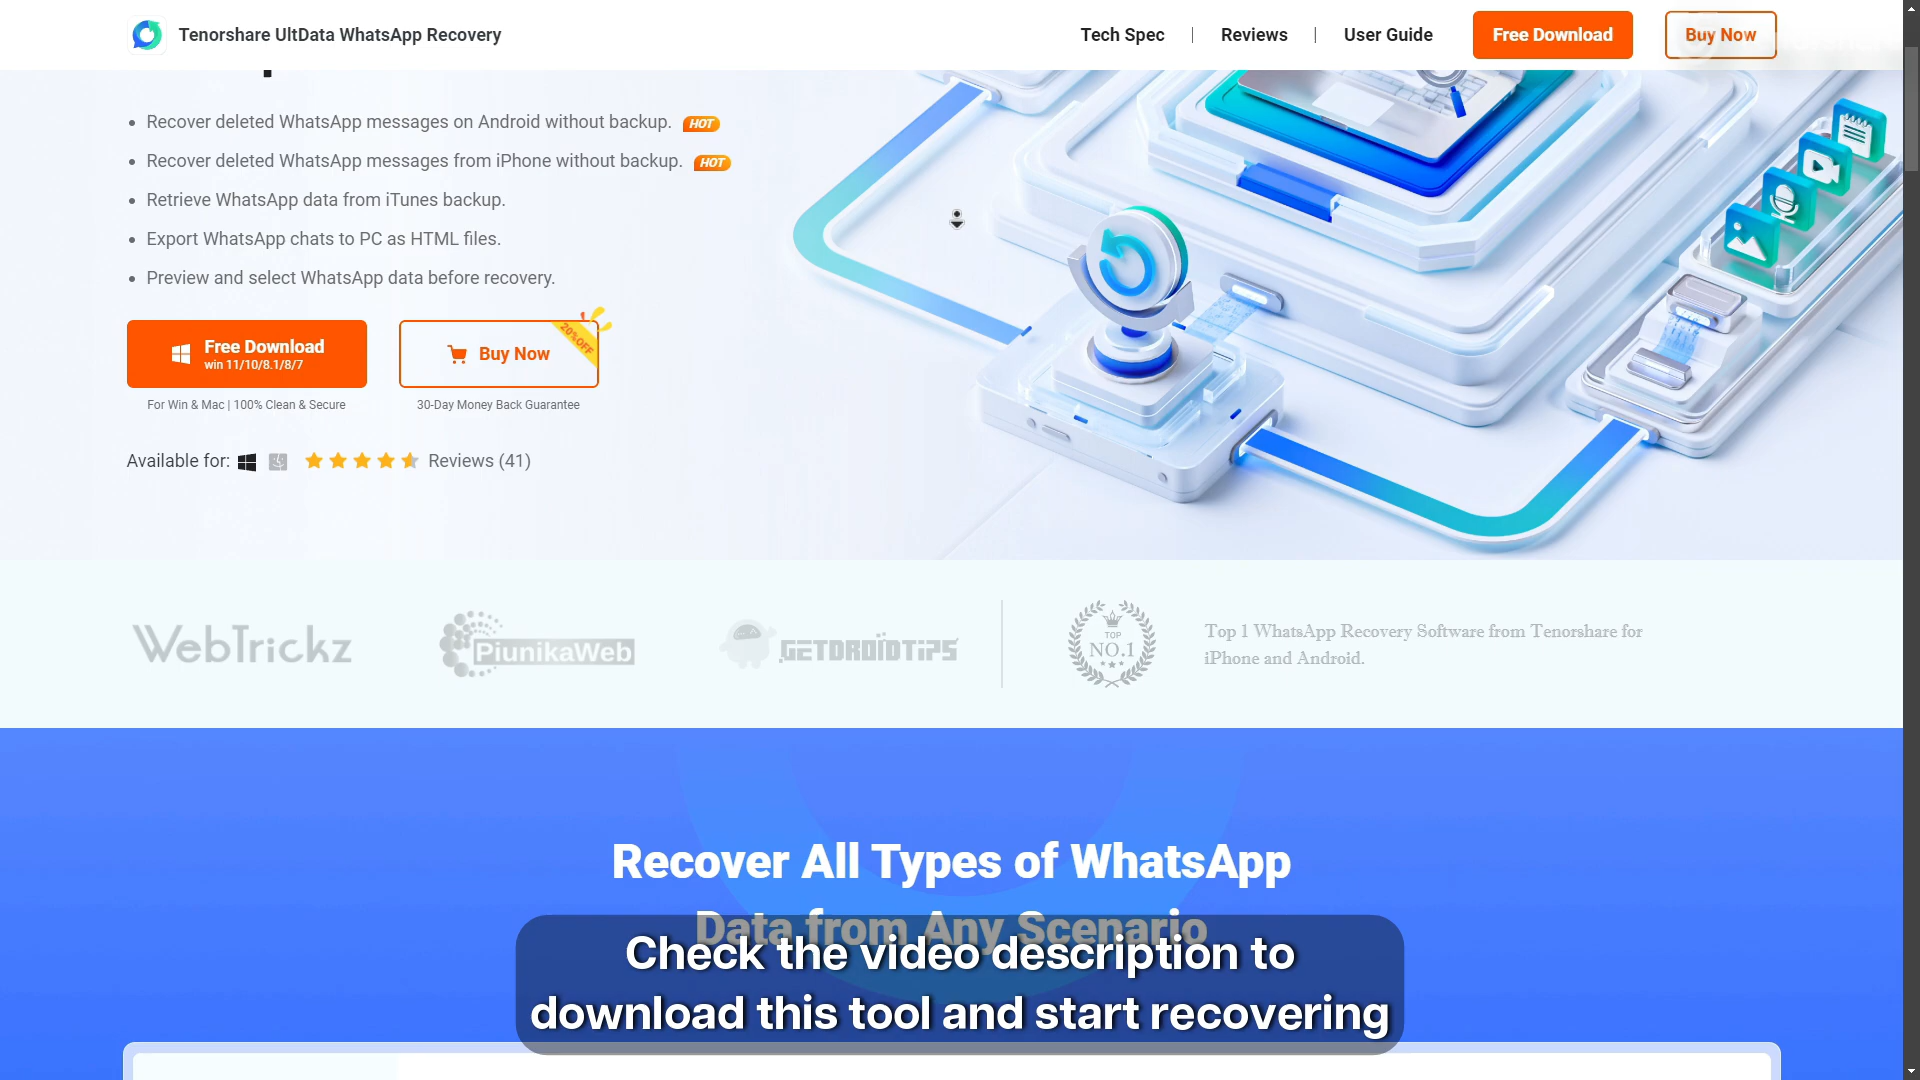 Tenorshare UltData WhatsApp Recovery
Tech Spec | Reviews | User Guide
Free Download
Buy Now
Recover deleted WhatsApp messages on Android without backup. HOT
Recover deleted WhatsApp messages from iPhone without backup. HOT
Retrieve WhatsApp data from iTunes backup.
Export WhatsApp chats to PC as HTML files.
Preview and select WhatsApp data before recovery.
Free Download
win 11/10/8.1/8/7
Buy Now
20%OFF
For Win & Mac | 100% Clean & Secure
30-Day Money Back Guarantee
Available for:
Reviews (41)
WebTrickz
PiunikaWeb
GETDROIDTIPS
TOP
NO.1
Top 1 WhatsApp Recovery Software from Tenorshare for
iPhone and Android.
Recover All Types of WhatsApp
Data from Any Scenario
Check the video description to
download this tool and start recovering